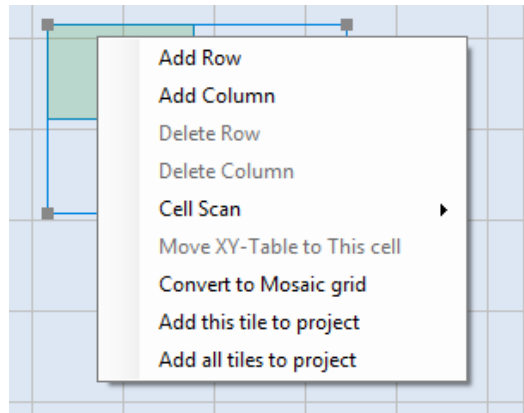 Add Row
Add Column
Delete Row
Delete Column
Cell Scan
Move XY-Table to This cell
Convert to Mosaic grid
Add this tile to project
Add all tiles to project